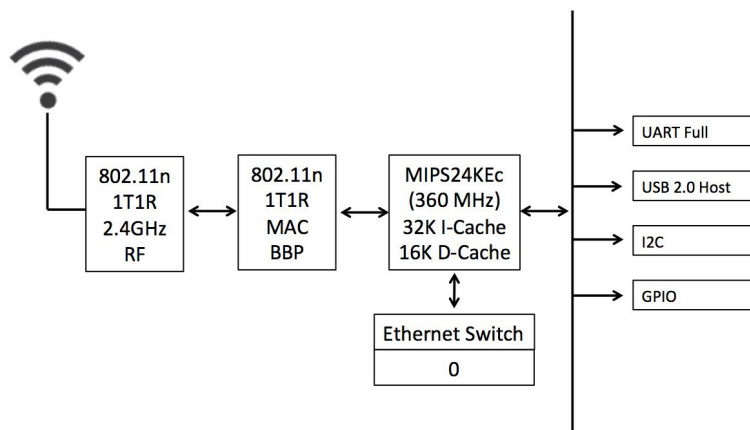 802.11n
1T1R
2.4GHz
RF
802.11n
1T1R
MAC
BBP
MIPS24KEc
(360 MHz)
32K I-Cache
16K D-Cache
Ethernet Switch
0
UART Full
USB 2.0 Host
I2C
GPIO